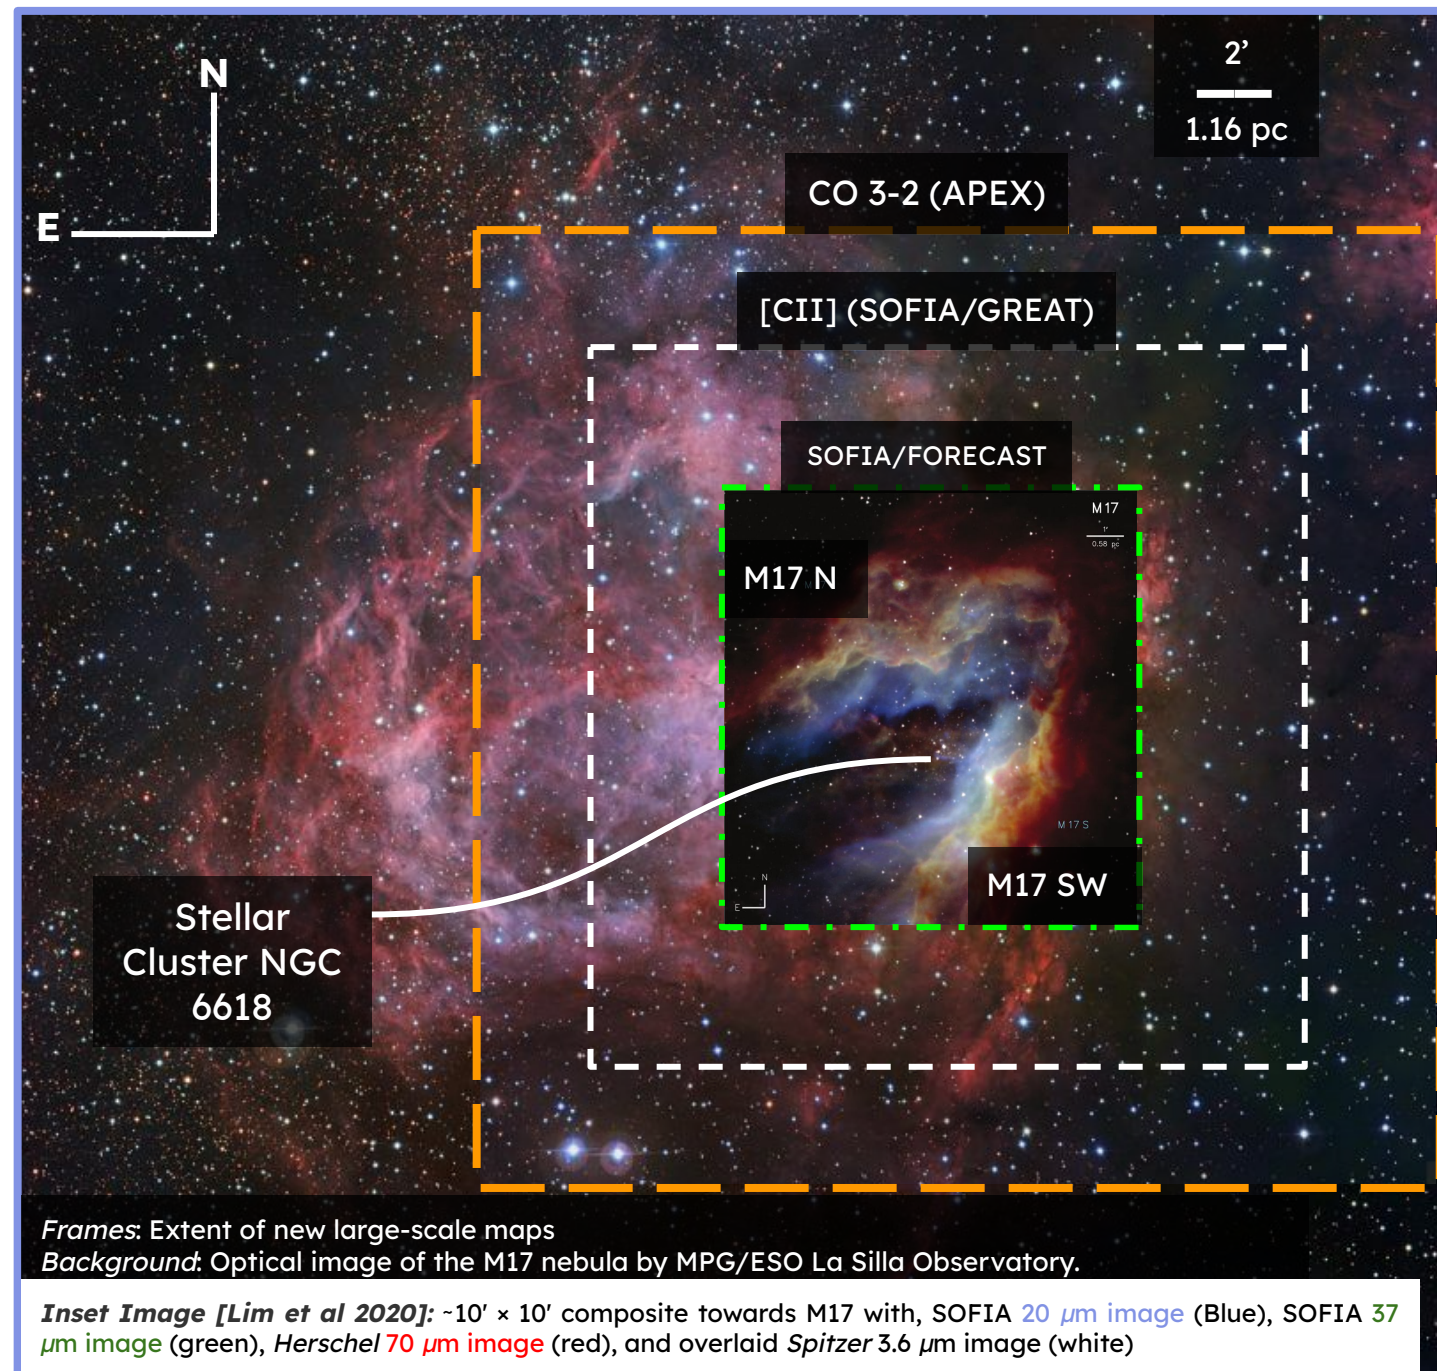 N
E
2’
1.16 pc
CO 3-2 (APEX)
[CII] (SOFIA/GREAT)
SOFIA/FORECAST
M 17
1'
0.58 pc
M17 N
M 17 S
M17 SW
N
E
Stellar
Cluster NGC
6618
Frames: Extent of new large-scale maps
Background: Optical image of the M17 nebula by MPG/ESO La Silla Observatory.
Inset Image [Lim et al 2020]: ~10' × 10' composite towards M17 with, SOFIA 20 µm image (Blue), SOFIA 37
µm image (green), Herschel 70 µm image (red), and overlaid Spitzer 3.6 µm image (white)